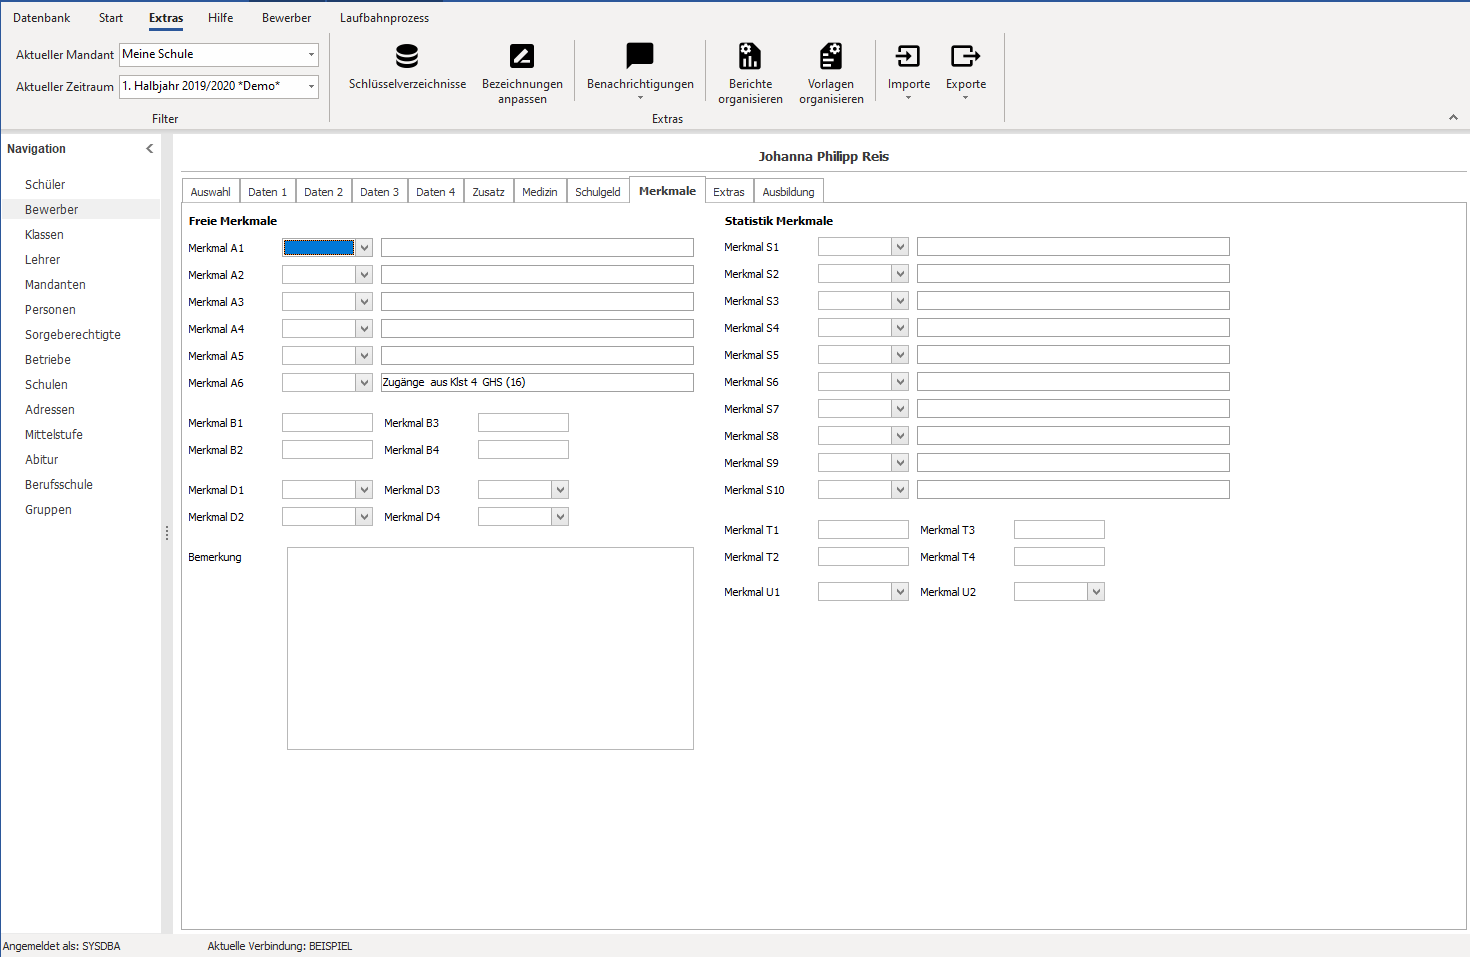 Datenbank Start Extras Hilfe Bewerber Laufbahnprozess
Aktueller Mandant Meine Schule
Aktueller Zeitraum 1. Halbjahr 2019/2020 *Demo*
Filter
Schlüsselverzeichnisse
Bezeichnungen
anpassen
Benachrichtigungen
Berichte
organisieren
Vorlagen
organisieren
Importe
Exporte
Extras
Navigation
Schüler
Bewerber
Klassen
Lehrer
Mandanten
Personen
Sorgeberechtigte
Betriebe
Schulen
Adressen
Mittelstufe
Abitur
Berufsschule
Gruppen
Johanna Philipp Reis
Auswahl Daten 1 Daten 2 Daten 3 Daten 4 Zusatz Medizin Schulgeld Merkmale Extras Ausbildung
Freie Merkmale
Merkmal A1
Merkmal A2
Merkmal A3
Merkmal A4
Merkmal A5
Merkmal A6 Zugänge aus Klst 4 GHS (16)
Merkmal B1 Merkmal B3
Merkmal B2 Merkmal B4
Merkmal D1 Merkmal D3
Merkmal D2 Merkmal D4
Bemerkung
Statistik Merkmale
Merkmal S1
Merkmal S2
Merkmal S3
Merkmal S4
Merkmal S5
Merkmal S6
Merkmal S7
Merkmal S8
Merkmal S9
Merkmal S10
Merkmal T1 Merkmal T3
Merkmal T2 Merkmal T4
Merkmal U1 Merkmal U2
Angemeldet als: SYSDBA Aktuelle Verbindung: BEISPIEL